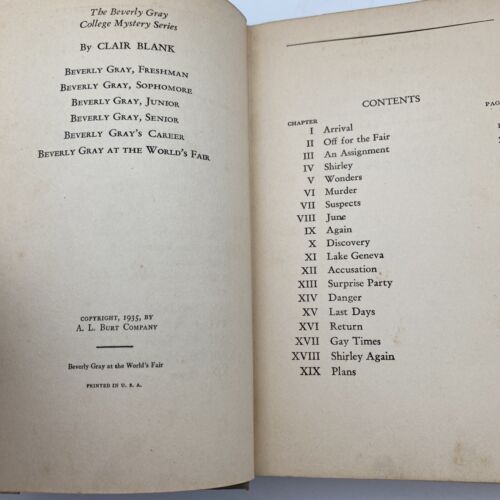 The Beverly Gray
College Mystery Series
By CLAIR BLANK
BEVERLY GRAY, FRESHMAN
BEVERLY GRAY, SOPHOMORE
BEVERLY GRAY, JUNIOR
BEVERLY GRAY, SENIOR
BEVERLY GRAY'S CAREER
BEVERLY GRAY AT THE WORLD'S FAIR
COPYRIGHT, 1935, BY
A. L. BURT COMPANY
Beverly Gray at the World's Fair
PRINTED IN U. S. A.
CONTENTS
CHAPTER PAG
I Arrival
II Off for the Fair
III An Assignment
IV Shirley
V Wonders
VI Murder
VII Suspects
VIII June
IX Again
X Discovery
XI Lake Geneva
XII Accusation
XIII Surprise Party
XIV Danger
XV Last Days
XVI Return
XVII Gay Times
XVIII Shirley Again
XIX Plans